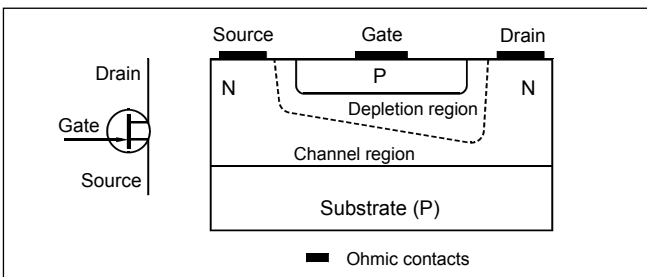 Source Gate Drain
Drain
N P N
Depletion region
Gate
Channel region
Source
Substrate (P)
Ohmic contacts